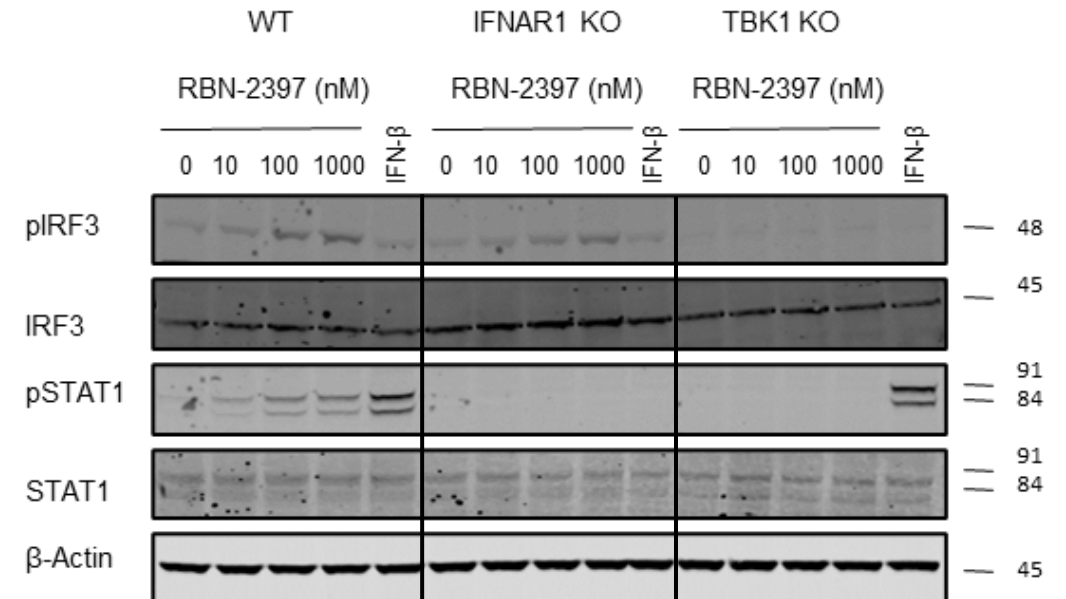 WT IFNAR1 KO TBK1 KO
RBN-2397 (nM) RBN-2397 (nM) RBN-2397 (nM)
0 10 100 1000 IFN-β 0 10 100 1000 IFN-β 0 10 100 1000 IFN-β
pIRF3 48
45
IRF3
91
pSTAT1 84
91
STAT1 84
β-Actin 45